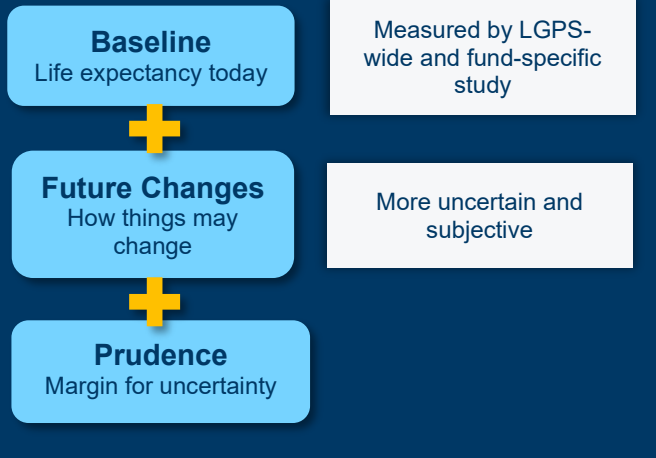 Baseline
Life expectancy today
Measured by LGPS-
wide and fund-specific
study
Future Changes
How things may
change
More uncertain and
subjective
Prudence
Margin for uncertainty